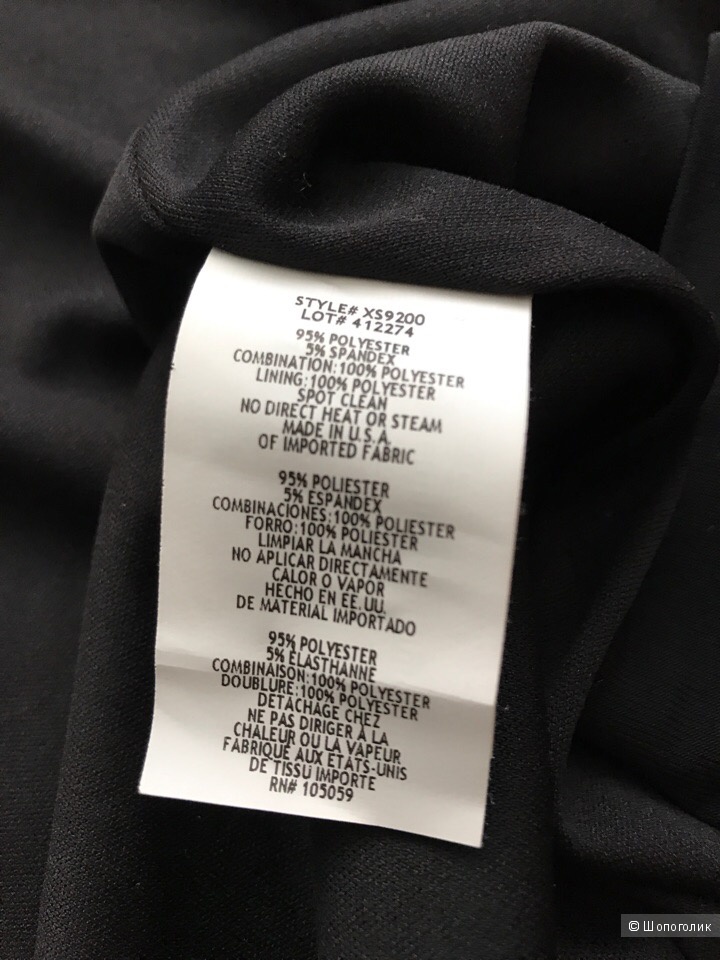 STYLE# XS9200
LOT# 412274
95% POLYESTER
5% SPANDEX
COMBINATION:100% POLYESTER
LINING:100% POLYESTER
SPOT CLEAN
NO DIRECT HEAT OR STEAM
MADE IN U.S.A.
OF IMPORTED FABRIC
95% POLIESTER
5% ESPANDEX
COMBINACIONES:100% POLIESTER
FORRO:100% POLIESTER
LIMPIAR LA MANCHA
NO APLICAR DIRECTAMENTE
CALOR O VAPOR
HECHO EN EE.UU.
DE MATERIAL IMPORTADO
95% POLYESTER
5% ÉLASTHANNE
COMBINAISON:100% POLYESTER
DOUBLURE:100% POLYESTER
DETACHAGE CHEZ
NE PAS DIRIGER À LA
CHALEUR OU LA VAPEUR
FABRIQUÉ AUX ETATS-UNIS
DE TISSÙ IMPORTE
RN# 105059
© Шопоголик